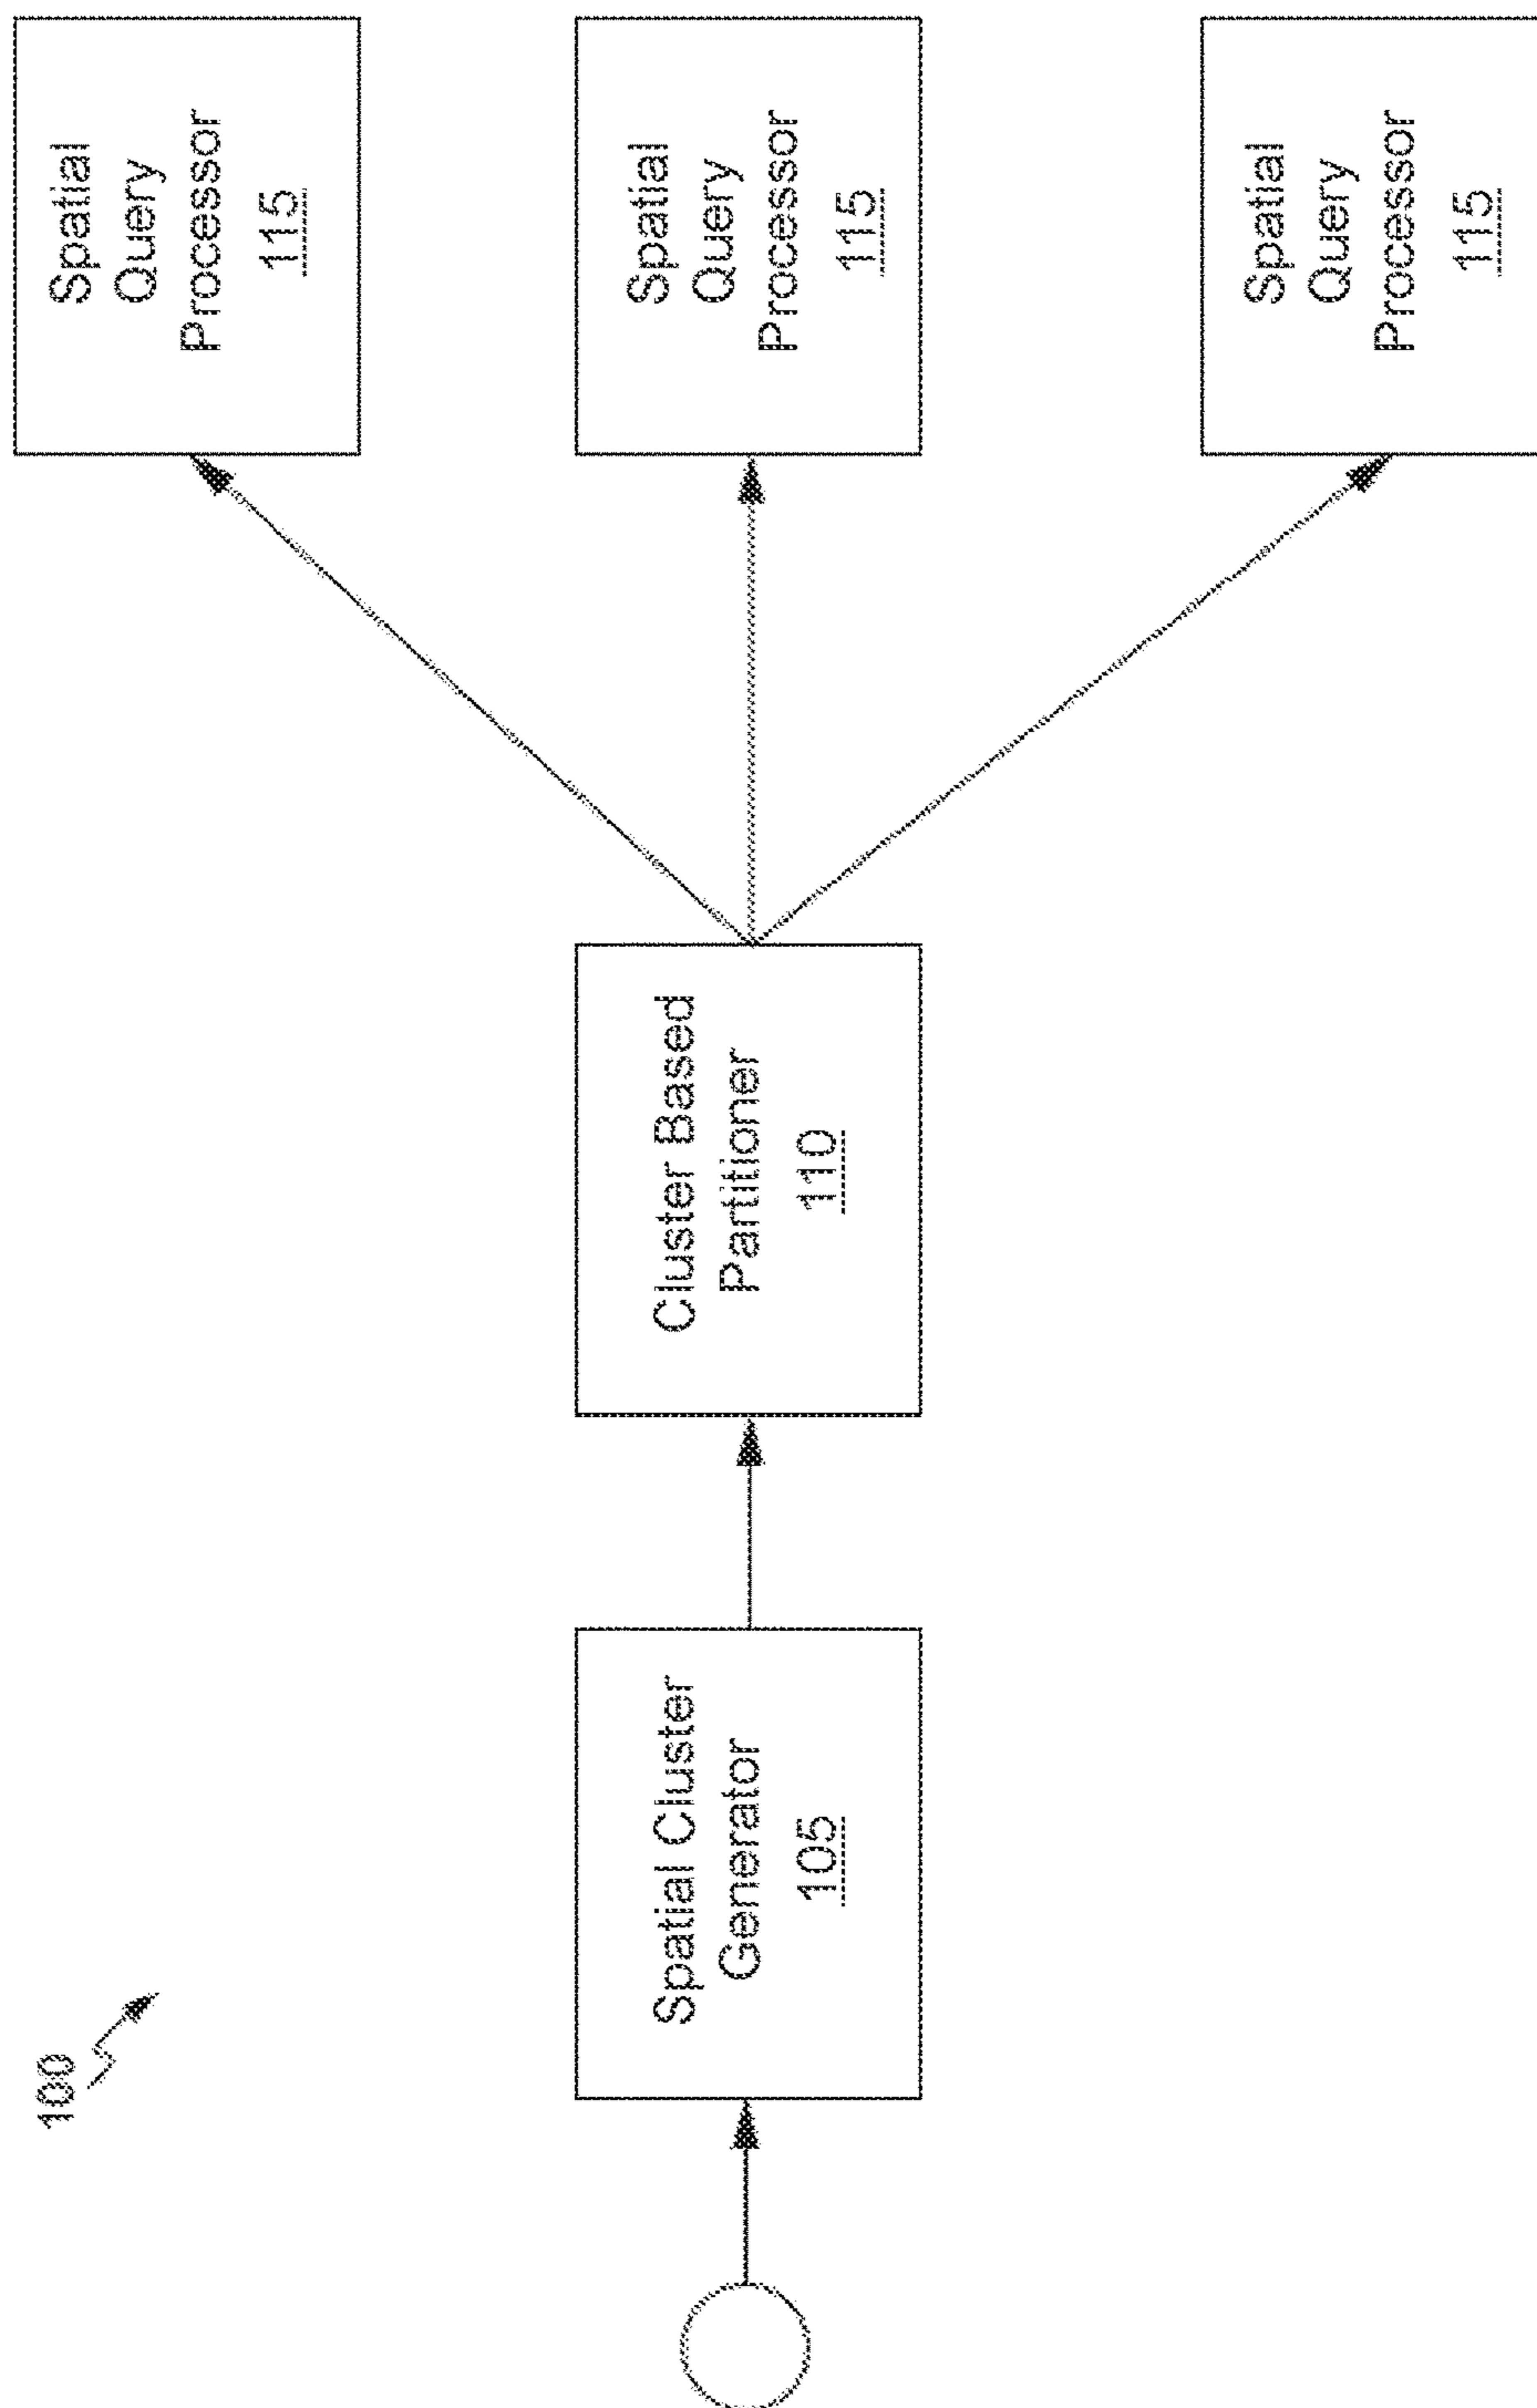 100
Spatial Cluster
Generator
105
Cluster Based
Partitioner
110
Spatial
Query
Processor
115
Spatial
Query
Processor
115
Spatial
Query
Processor
115